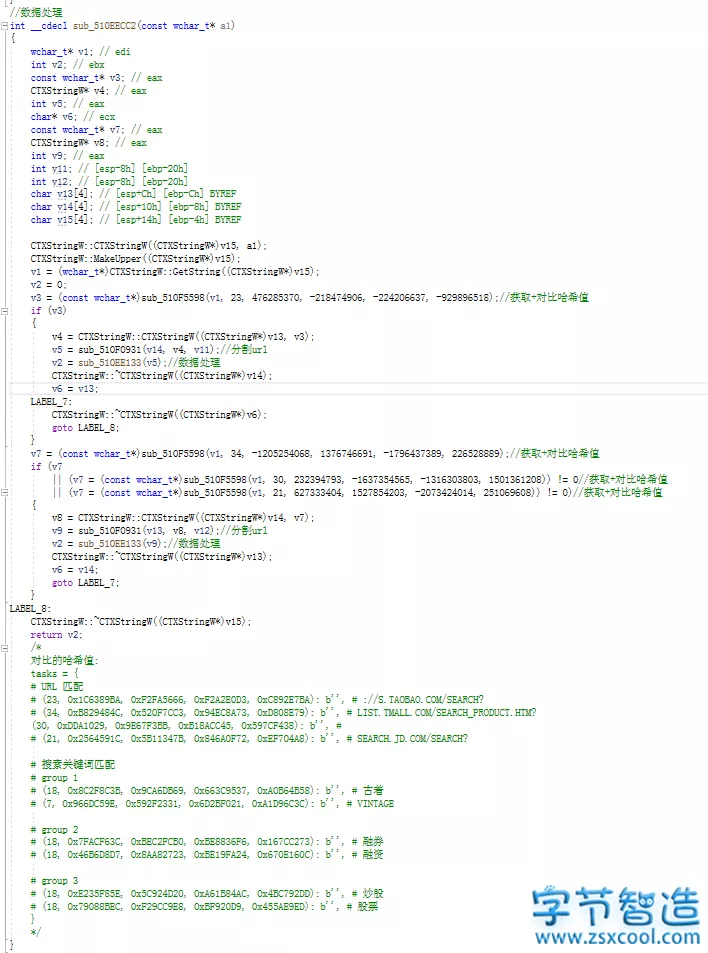 //数据处理
int __cdecl sub_510EECC2(const wchar_t* a1)
{
wchar_t* v1; // edi
int v2; // ebx
const wchar_t* v3; // eax
CTXStringW* v4; // eax
int v5; // eax
char* v6; // ecx
const wchar_t* v7; // eax
CTXStringW* v8; // eax
int v9; // eax
int v11; // [esp-8h] [ebp-20h]
int v12; // [esp-8h] [ebp-20h]
char v13[4]; // [esp+Ch] [ebp-Ch] BYREF
char v14[4]; // [esp+10h] [ebp-8h] BYREF
char v15[4]; // [esp+14h] [ebp-4h] BYREF
CTXStringW::CTXStringW((CTXStringW*)v15, a1);
CTXStringW::MakeUpper((CTXStringW*)v15);
v1 = (wchar_t*)CTXStringW::GetString((CTXStringW*)v15);
v2 = 0;
v3 = (const wchar_t*)sub_510F5598(v1, 23, 476285370, -218474906, -224206637, -929896518);//获取+对比哈希值
if (v3)
{
v4 = CTXStringW::CTXStringW((CTXStringW*)v13, v3);
v5 = sub_510F0931(v14, v4, v11);//分割url
v2 = sub_510EE133(v5);//数据处理
CTXStringW::~CTXStringW((CTXStringW*)v14);
v6 = v13;
LABEL_7:
CTXStringW::~CTXStringW((CTXStringW*)v6);
goto LABEL_8;
}
v7 = (const wchar_t*)sub_510F5598(v1, 34, -1205254068, 1376746691, -1796437389, 226528889);//获取+对比哈希值
if (v7
|| (v7 = (const wchar_t*)sub_510F5598(v1, 30, 232394793, -1637354565, -1316303803, 1501361208)) != 0//获取+对比哈希值
|| (v7 = (const wchar_t*)sub_510F5598(v1, 21, 627333404, 1527854203, -2073424014, 251069608)) != 0)//获取+对比哈希值
{
v8 = CTXStringW::CTXStringW((CTXStringW*)v14, v7);
v9 = sub_510F0931(v13, v8, v12);//分割url
v2 = sub_510EE133(v9);//数据处理
CTXStringW::~CTXStringW((CTXStringW*)v13);
v6 = v14;
goto LABEL_7;
}
LABEL_8:
CTXStringW::~CTXStringW((CTXStringW*)v15);
return v2;
/*
对比的哈希值:
tasks = {
# URL 匹配
# (23, 0x1C6389BA, 0xF2FA5666, 0xF2A2E0D3, 0xC892E7BA): b'', # ://S.TAOBAO.COM/SEARCH?
# (34, 0xB829484C, 0x520F7CC3, 0x94EC8A73, 0xD808E79): b'', # LIST.TMALL.COM/SEARCH_PRODUCT.HTM?
(30, 0xDDA1029, 0x9E67F3BB, 0xB18ACC45, 0x597CF438): b'', #
# (21, 0x2564591C, 0x5B11347B, 0x846A0F72, 0xEF704A8): b'', # SEARCH.JD.COM/SEARCH?
# 搜索关键词匹配
# group 1
# (18, 0x8C2F8C3B, 0x9CA6DB69, 0x663C9537, 0xA0B64B58): b'', # 古着
# (7, 0x966DC59E, 0x592F2331, 0x6D2BF021, 0xA1D96C3C): b'', # VINTAGE
# group 2
# (18, 0x7FACF63C, 0xBEC2FCB0, 0xBE8836F6, 0x167CC273): b'', # 融券
# (18, 0x46B6D8D7, 0x8AA82723, 0xBE19FA24, 0x670E160C): b'', # 融资
# group 3
# (18, 0xE235F85E, 0x5C924D20, 0xA61B84AC, 0x4BC792DD): b'', # 炒股
# (18, 0x79088BEC, 0xF29CC9E8, 0xBF920D9, 0x455AE9ED): b'', # 股票
}
*/
}
字节智造
www.zsxcool.com